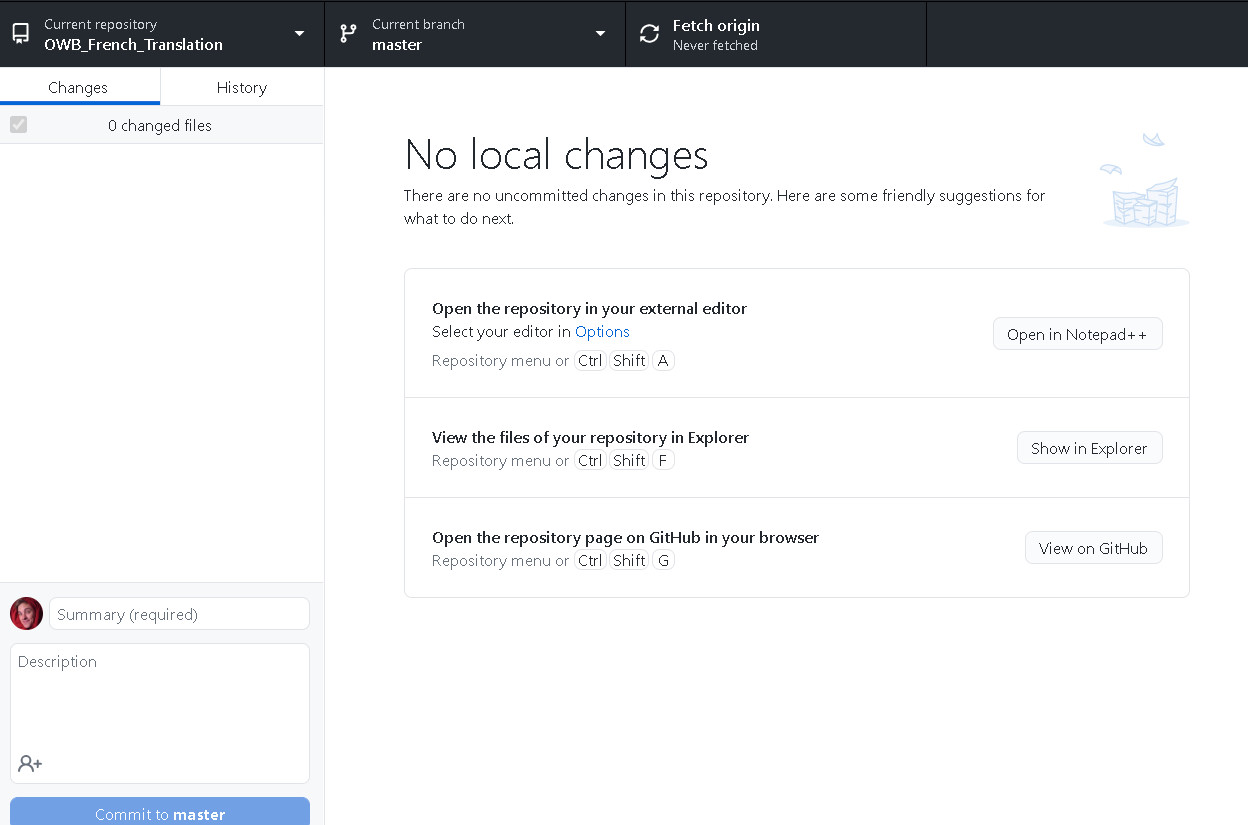 Current repository
OWB_French_Translation
Current branch
master
Fetch origin
Never fetched
Changes
History
0 changed files
No local changes
There are no uncommitted changes in this repository. Here are some friendly suggestions for
what to do next.
Open the repository in your external editor
Select your editor in Options
Repository menu or Ctrl Shift A
Open in Notepad++
View the files of your repository in Explorer
Repository menu or Ctrl Shift F
Show in Explorer
Open the repository page on GitHub in your browser
Repository menu or Ctrl Shift G
View on GitHub
Summary (required)
Description
Commit to master